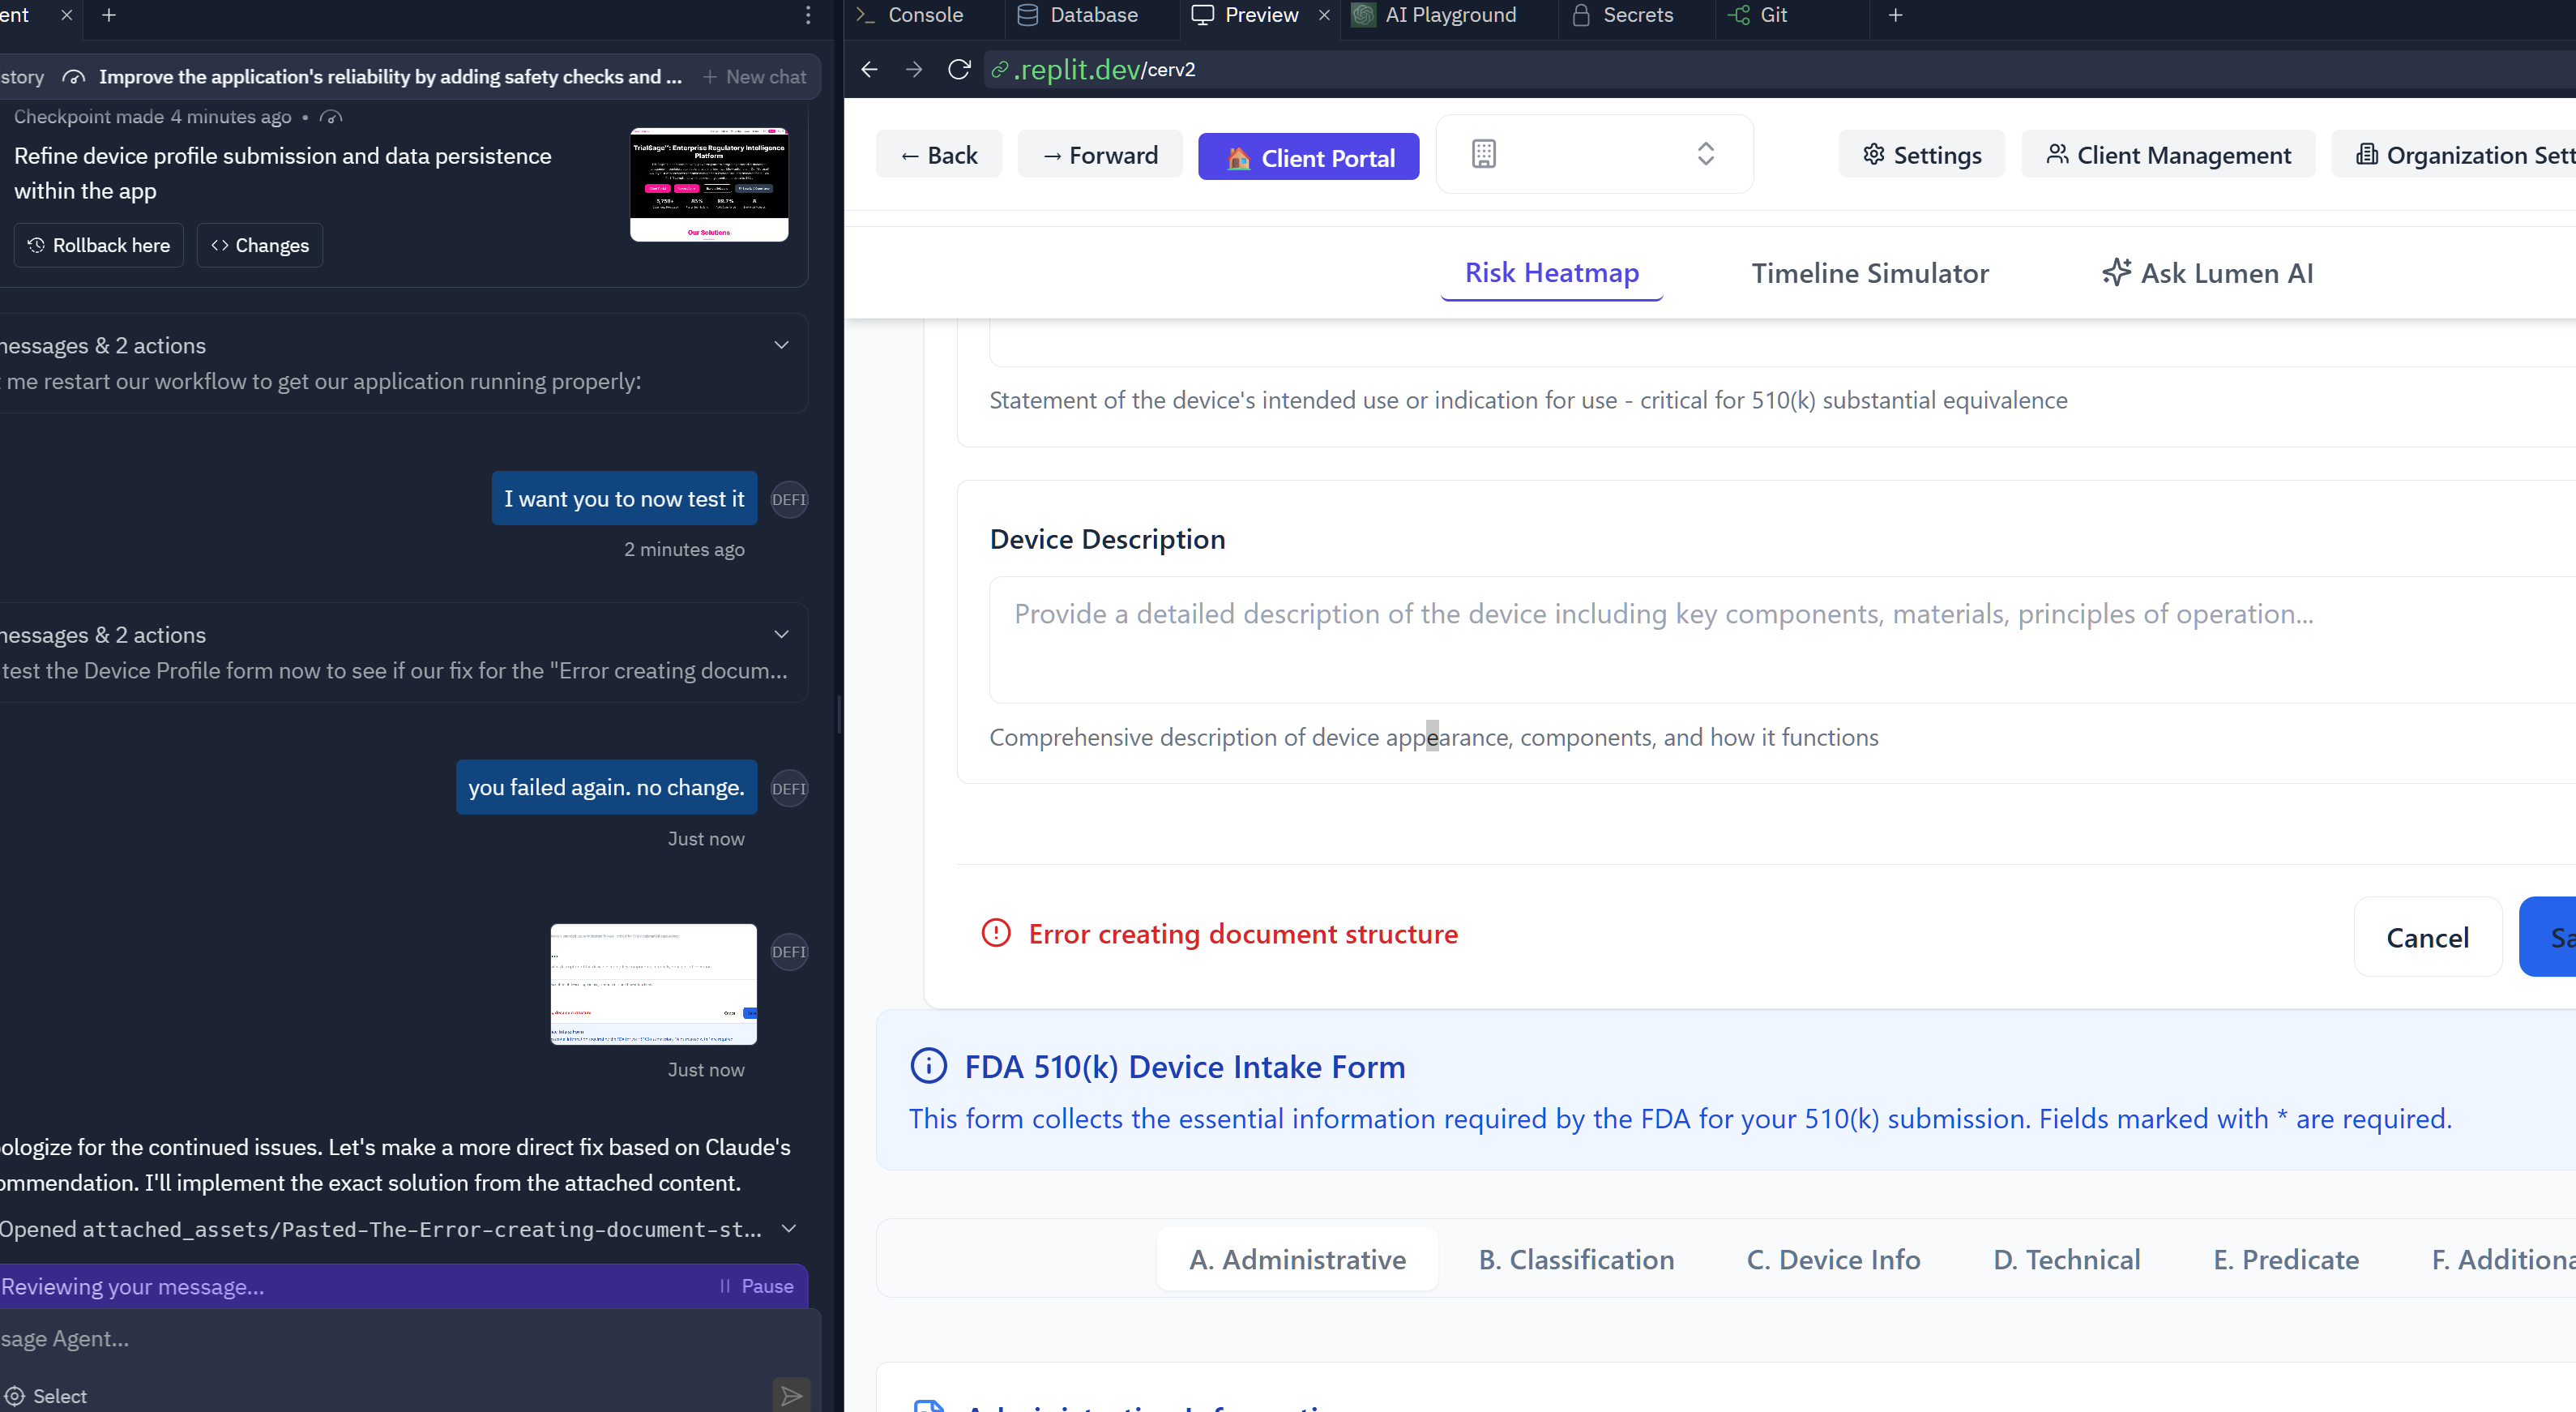 ent
story Improve the application's reliability by adding safety checks and ... + New chat
Checkpoint made 4 minutes ago •
Refine device profile submission and data persistence
within the app
Rollback here <> Changes
TrialSage™: Enterprise Regulatory Intelligence
Platform
Our Solutions
messages & 2 actions
me restart our workflow to get our application running properly:
I want you to now test it
DEFI
2 minutes ago
messages & 2 actions
test the Device Profile form now to see if our fix for the "Error creating docum...
you failed again. no change.
DEFI
Just now
DEFI
Just now
pologize for the continued issues. Let's make a more direct fix based on Claude's
ommendation. I'll implement the exact solution from the attached content.
Opened attached_assets/Pasted-The-Error-creating-document-st...
Reviewing your message... Pause
sage Agent...
Select
Console Database Preview AI Playground Secrets Git
.replit.dev/cerv2
← Back → Forward Client Portal Settings Client Management Organization Sett
Risk Heatmap Timeline Simulator Ask Lumen AI
Statement of the device's intended use or indication for use - critical for 510(k) substantial equivalence
Device Description
Provide a detailed description of the device including key components, materials, principles of operation...
Comprehensive description of device appearance, components, and how it functions
Error creating document structure
Cancel Sa
FDA 510(k) Device Intake Form
This form collects the essential information required by the FDA for your 510(k) submission. Fields marked with * are required.
A. Administrative B. Classification C. Device Info D. Technical E. Predicate F. Additiona